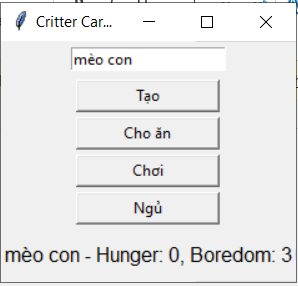 Critter Car...
mèo con
Tạo
Cho ăn
Chơi
Ngủ
mèo con - Hunger: 0, Boredom: 3